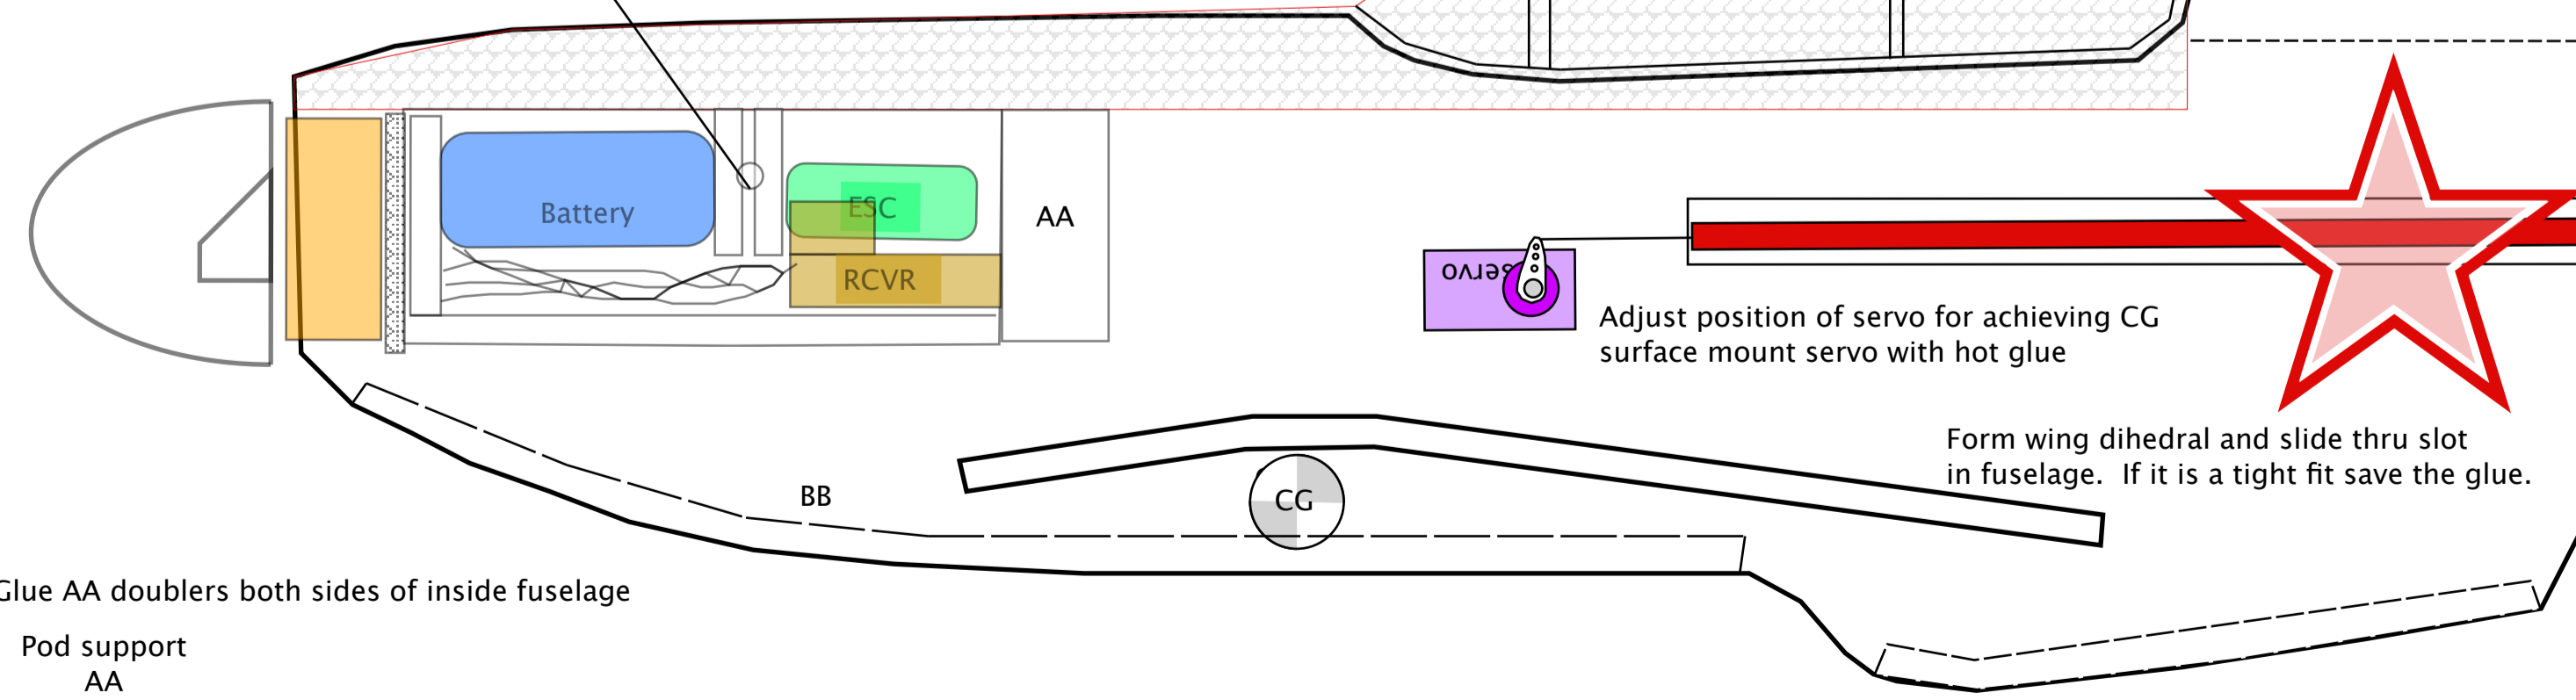 Battery
ESC
RCVR
AA
servo
Adjust position of servo for achieving CG
surface mount servo with hot glue
Form wing dihedral and slide thru slot
in fuselage.  If it is a tight fit save the glue.
BB
CG
Glue AA doublers both sides of inside fuselage
Pod support
AA